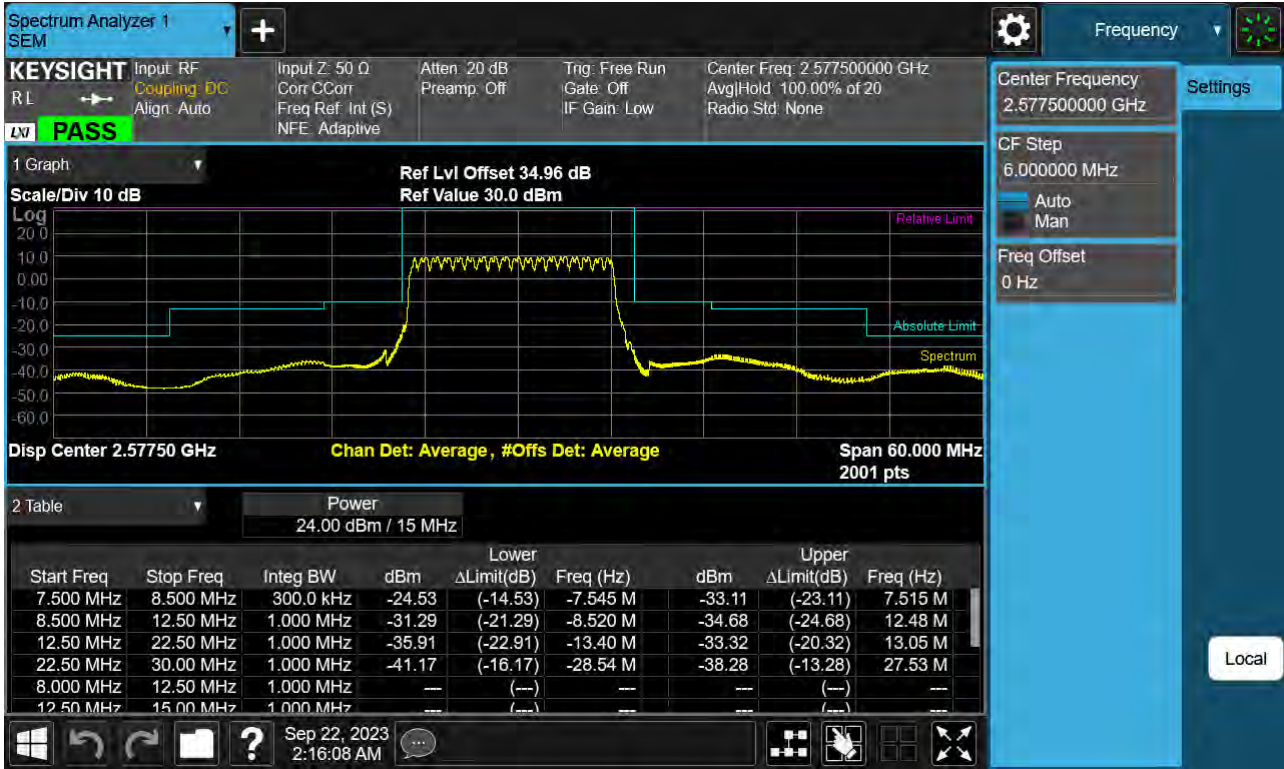 Spectrum Analyzer 1
SEM
Frequency
KEYSIGHT
Input: RF
Coupling: DC
Align: Auto
Input Z: 50 Ω
Corr CCorr
Freq Ref: Int (S)
NFE: Adaptive
Atten: 20 dB
Preamp: Off
Trig: Free Run
Gate: Off
IF Gain: Low
Center Freq: 2.577500000 GHz
Avg|Hold: 100.00% of 20
Radio Std: None
R L
LXI PASS
Center Frequency
2.577500000 GHz
Settings
CF Step
6.000000 MHz
Auto
Man
Freq Offset
0 Hz
Local
1 Graph
Ref Lvl Offset 34.96 dB
Scale/Div 10 dB
Ref Value 30.0 dBm
Log
Relative Limit
20.0
10.0
0.00
-10.0
-20.0
Absolute Limit
-30.0
Spectrum
-40.0
-50.0
-60.0
Disp Center 2.57750 GHz
Chan Det: Average , #Offs Det: Average
Span 60.000 MHz
2001 pts
2 Table
Power
24.00 dBm / 15 MHz
Lower Upper
Start Freq Stop Freq Integ BW dBm ΔLimit(dB) Freq (Hz) dBm ΔLimit(dB) Freq (Hz)
7.500 MHz 8.500 MHz 300.0 kHz -24.53 (-14.53) -7.545 M -33.11 (-23.11) 7.515 M
8.500 MHz 12.50 MHz 1.000 MHz -31.29 (-21.29) -8.520 M -34.68 (-24.68) 12.48 M
12.50 MHz 22.50 MHz 1.000 MHz -35.91 (-22.91) -13.40 M -33.32 (-20.32) 13.05 M
22.50 MHz 30.00 MHz 1.000 MHz -41.17 (-16.17) -28.54 M -38.28 (-13.28) 27.53 M
8.000 MHz 12.50 MHz 1.000 MHz --- (---) --- --- (---) ---
12.50 MHz 15.00 MHz 1.000 MHz --- (---) --- --- (---) ---
Sep 22, 2023
2:16:08 AM